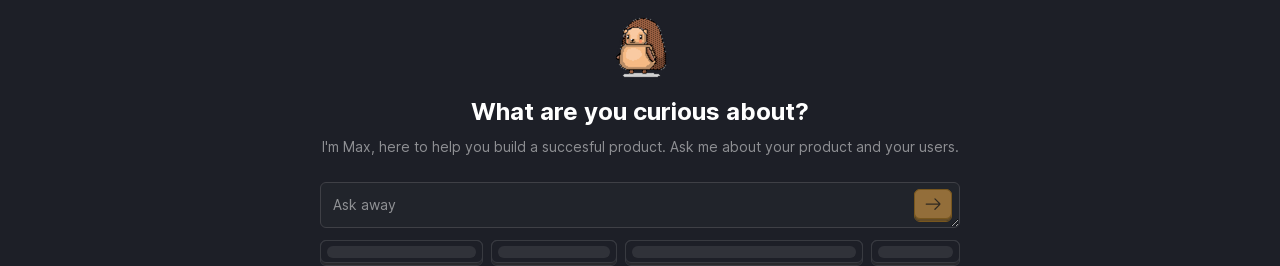 What are you curious about?
I'm Max, here to help you build a succesful product. Ask me about your product and your users.
Ask away